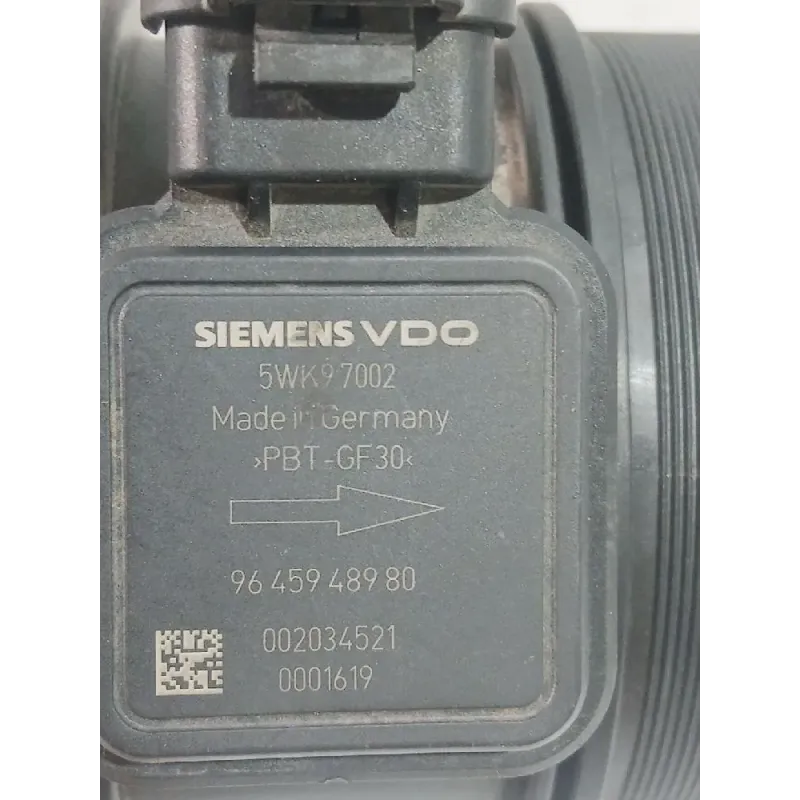 SIEMENS VDO
5WK97002
Made in Germany
>PBT-GF30<
96 459 489 80
002034521
0001619